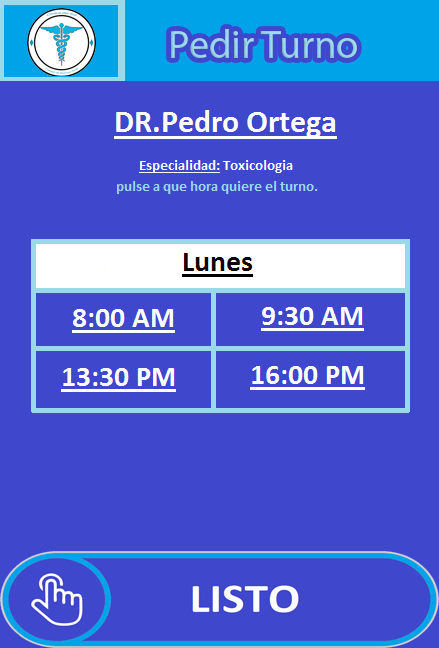 Pedir Turno
DR.Pedro Ortega
Especialidad: Toxicologia
pulse a que hora quiere el turno.
Lunes
8:00 AM
9:30 AM
13:30 PM
16:00 PM
LISTO